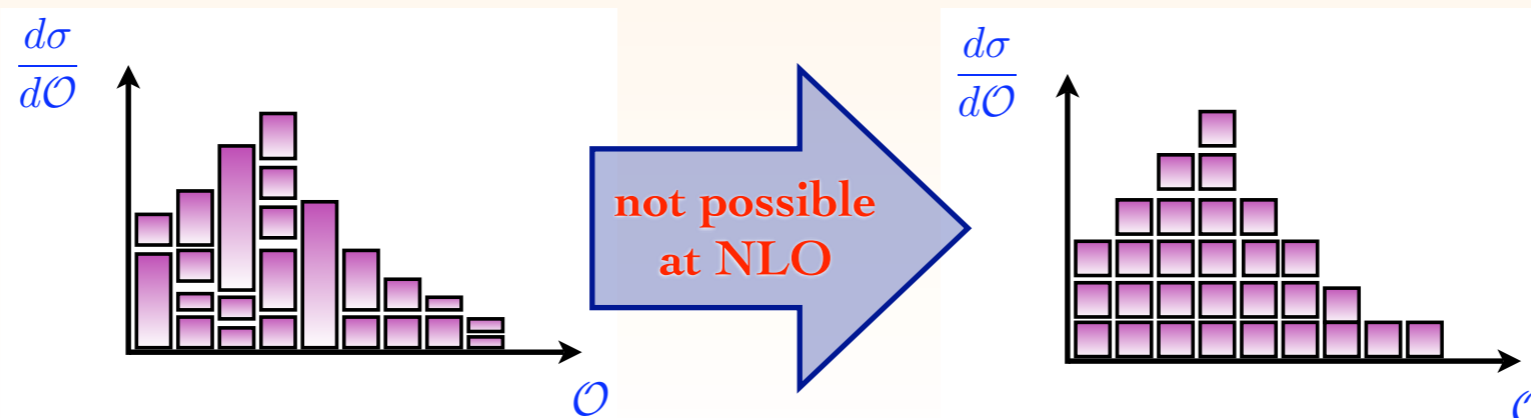 dσ
dO
O
not possible
at NLO
dσ
dO